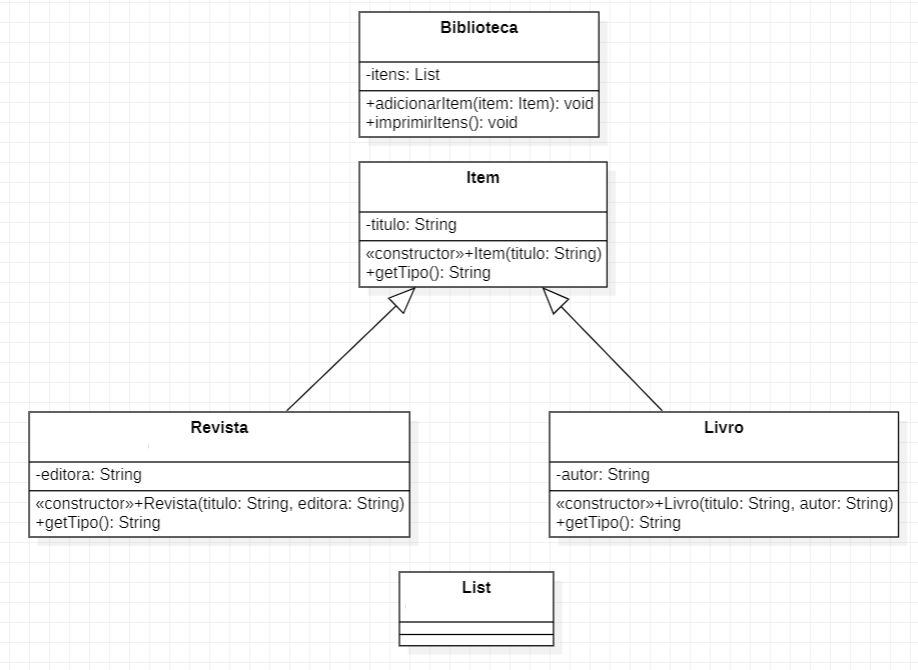 Biblioteca
-itens: List
+adicionarItem(item: Item): void
+imprimirItens(): void
Item
-titulo: String
«constructor»+Item(titulo: String)
+getTipo(): String
Revista
-editora: String
«constructor»+Revista(titulo: String, editora: String)
+getTipo(): String
Livro
-autor: String
«constructor»+Livro(titulo: String, autor: String)
+getTipo(): String
List